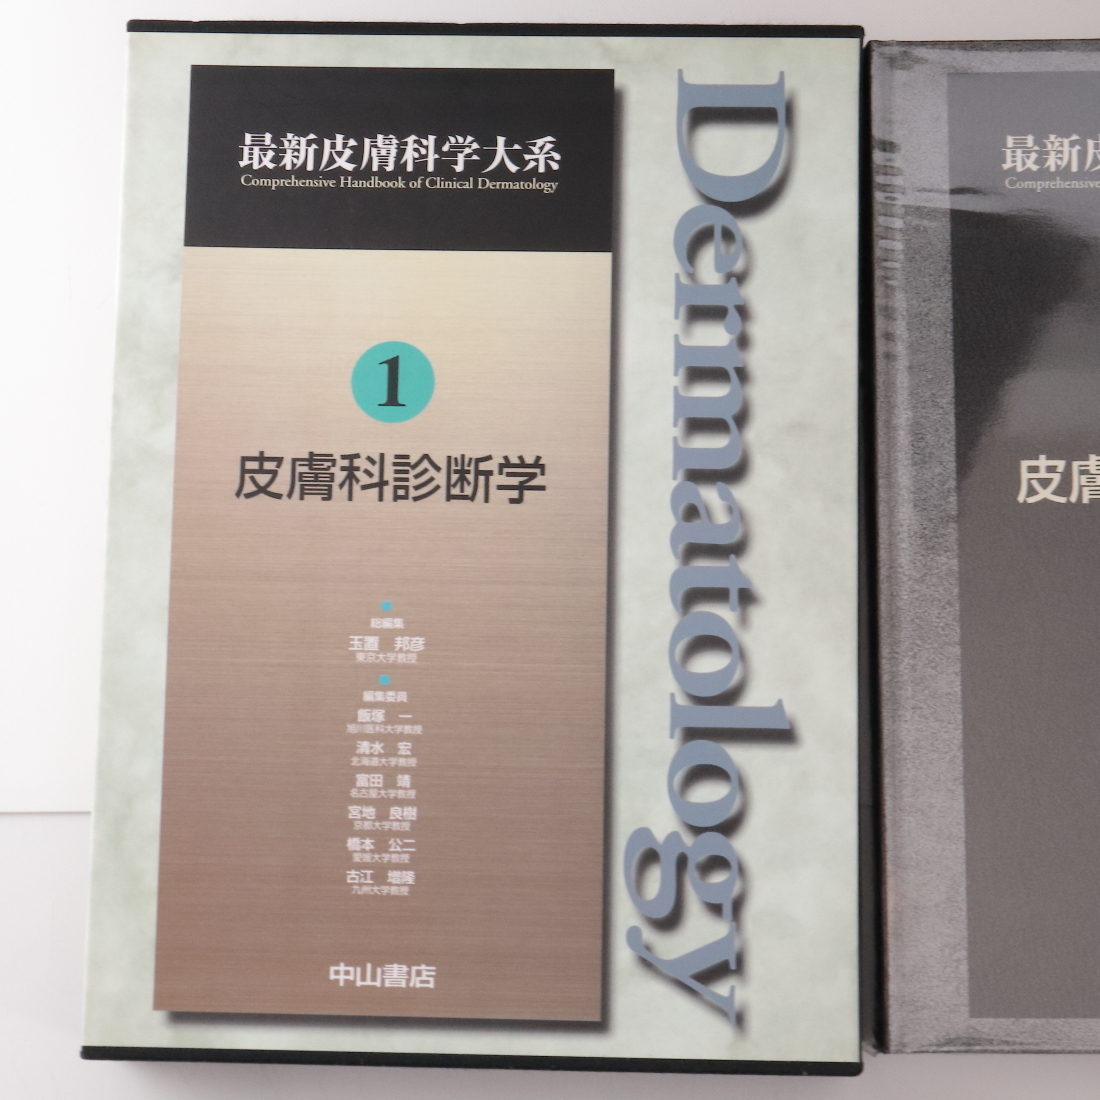 最新皮膚科学大系
Comprehensive Handbook of Clinical Dermatology
1
皮膚科診断学
総編集
玉置 邦彦
東京大学教授
編集委員
飯塚 一
旭川医科大学教授
清水 宏
北海道大学教授
富田 靖
名古屋大学教授
宮地 良樹
京都大学教授
橋本 公二
愛媛大学教授
古江 増隆
九州大学教授
中山書店
Dermatology
最新皮
Comprehensive
皮膚